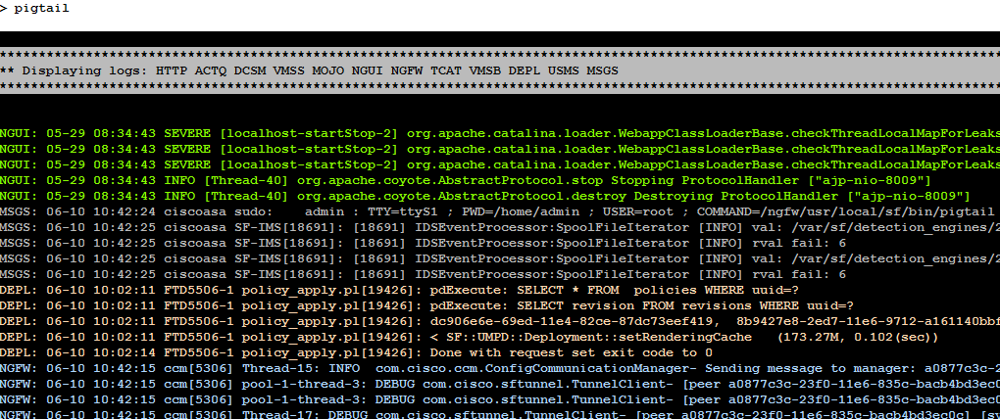 > pigtail
********************************************************************************************************************************
** Displaying logs: HTTP ACTQ DCSM VMSS MOJO NGUI NGFW TCAT VMSB DEPL USMS MSGS
********************************************************************************************************************************
NGUI: 05-29 08:34:43 SEVERE [localhost-startStop-2] org.apache.catalina.loader.WebappClassLoaderBase.checkThreadLocalMapForLeaks
NGUI: 05-29 08:34:43 SEVERE [localhost-startStop-2] org.apache.catalina.loader.WebappClassLoaderBase.checkThreadLocalMapForLeaks
NGUI: 05-29 08:34:43 SEVERE [localhost-startStop-2] org.apache.catalina.loader.WebappClassLoaderBase.checkThreadLocalMapForLeaks
NGUI: 05-29 08:34:43 INFO [Thread-40] org.apache.coyote.AbstractProtocol.stop Stopping ProtocolHandler ["ajp-nio-8009"]
NGUI: 05-29 08:34:43 INFO [Thread-40] org.apache.coyote.AbstractProtocol.destroy Destroying ProtocolHandler ["ajp-nio-8009"]
MSGS: 06-10 10:42:24 ciscoasa sudo:    admin : TTY=ttyS1 ; PWD=/home/admin ; USER=root ; COMMAND=/ngfw/usr/local/sf/bin/pigtail
MSGS: 06-10 10:42:25 ciscoasa SF-IMS[18691]: [18691] IDSEventProcessor:SpoolFileIterator [INFO] val: /var/sf/detection_engines/2
MSGS: 06-10 10:42:25 ciscoasa SF-IMS[18691]: [18691] IDSEventProcessor:SpoolFileIterator [INFO] rval fail: 6
MSGS: 06-10 10:42:25 ciscoasa SF-IMS[18691]: [18691] IDSEventProcessor:SpoolFileIterator [INFO] val: /var/sf/detection_engines/2
MSGS: 06-10 10:42:25 ciscoasa SF-IMS[18691]: [18691] IDSEventProcessor:SpoolFileIterator [INFO] rval fail: 6
DEPL: 06-10 10:02:11 FTD5506-1 policy_apply.pl[19426]: pdExecute: SELECT * FROM  policies WHERE uuid=?
DEPL: 06-10 10:02:11 FTD5506-1 policy_apply.pl[19426]: pdExecute: SELECT revision FROM revisions WHERE uuid=?
DEPL: 06-10 10:02:11 FTD5506-1 policy_apply.pl[19426]: dc906e6e-69ed-11e4-82ce-87dc73eef419,  8b9427e8-2ed7-11e6-9712-a161140bbf
DEPL: 06-10 10:02:11 FTD5506-1 policy_apply.pl[19426]: < SF::UMPD::Deployment::setRenderingCache   (173.27M, 0.102(sec))
DEPL: 06-10 10:02:14 FTD5506-1 policy_apply.pl[19426]: Done with request set exit code to 0
NGFW: 06-10 10:42:15 ccm[5306] Thread-15: INFO  com.cisco.ccm.ConfigCommunicationManager- Sending message to manager: a0877c3c-2
NGFW: 06-10 10:42:15 ccm[5306] pool-1-thread-3: DEBUG com.cisco.sftunnel.TunnelClient- [peer a0877c3c-23f0-11e6-835c-bacb4bd3ec0
NGFW: 06-10 10:42:15 ccm[5306] pool-1-thread-3: DEBUG com.cisco.sftunnel.TunnelClient- [peer a0877c3c-23f0-11e6-835c-bacb4bd3ec0
NGFW: 06-10 10:42:15 ccm[5306] Thread-17: DEBUG com.cisco.sftunnel.TunnelClient- [peer a0877c3c-23f0-11e6-835c-bacb4bd3ec0c] [sy